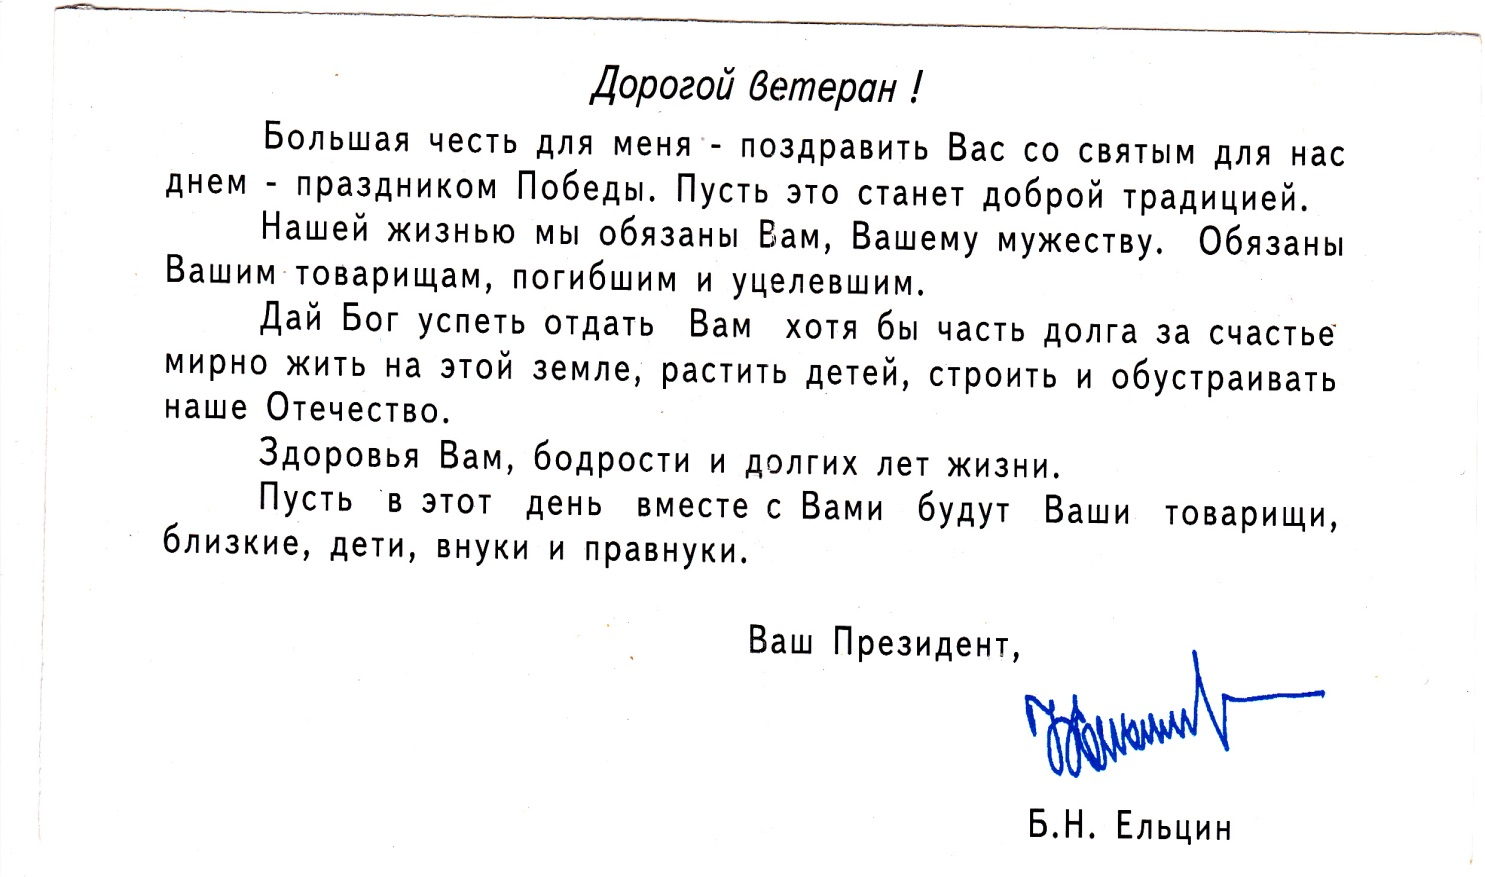 Дорогой ветеран !
Большая честь для меня - поздравить Вас со святым для нас
днем - праздником Победы. Пусть это станет доброй традицией.
Нашей жизнью мы обязаны Вам, Вашему мужеству. Обязаны
Вашим товарищам, погибшим и уцелевшим.
Дай Бог успеть отдать Вам хотя бы часть долга за счастье
мирно жить на этой земле, растить детей, строить и обустраивать
наше Отечество.
Здоровья Вам, бодрости и долгих лет жизни.
Пусть в этот день вместе с Вами будут Ваши товарищи,
близкие, дети, внуки и правнуки.
Ваш Президент,
Б.Н. Ельцин